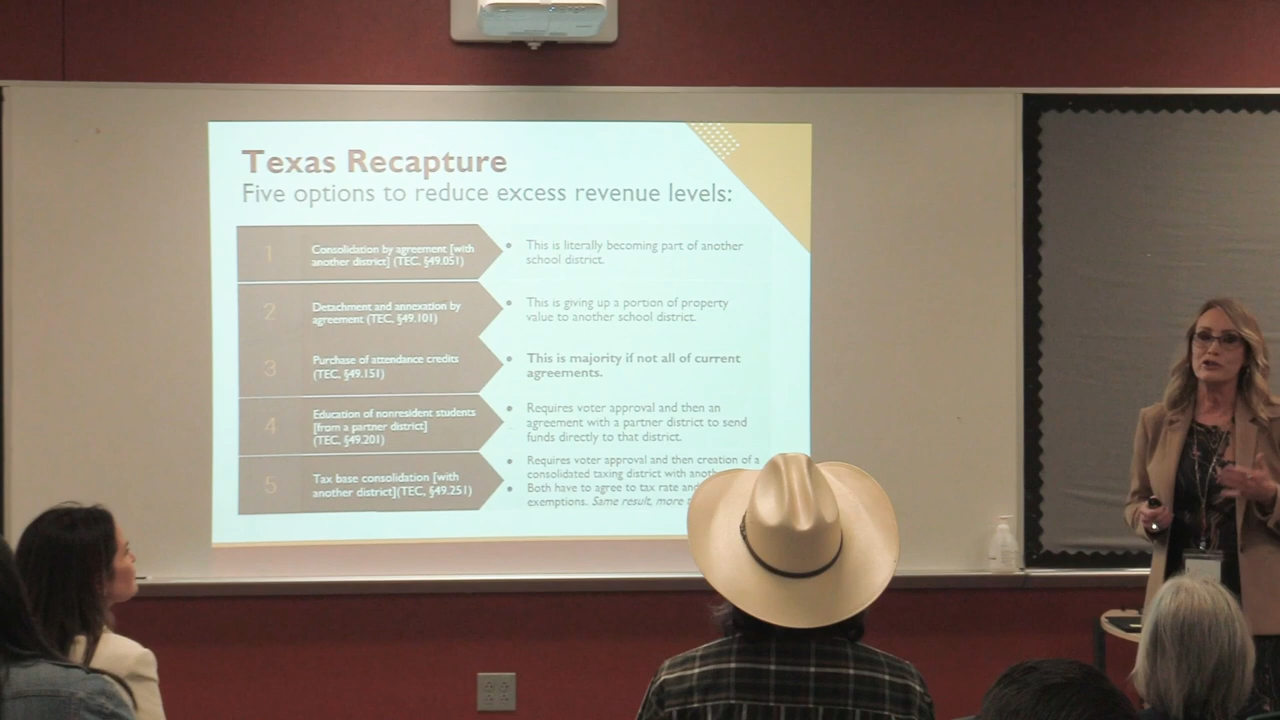 Texas Recapture
Five options to reduce excess revenue levels:
1
Consolidation by agreement [with
another district] (TEC, §49.051)
• This is literally becoming part of another
school district.
2
Detachment and annexation by
agreement (TEC, §49.101)
• This is giving up a portion of property
value to another school district.
3
Purchase of attendance credits
(TEC, §49.151)
• This is majority if not all of current
agreements.
4
Education of nonresident students
[from a partner district]
(TEC, §49.201)
• Requires voter approval and then an
agreement with a partner district to send
funds directly to that district.
5
Tax base consolidation [with
another district](TEC, §49.251)
• Requires voter approval and then creation of a
consolidated taxing district with
• Both have to agree to tax rate
exemptions. Same result, more